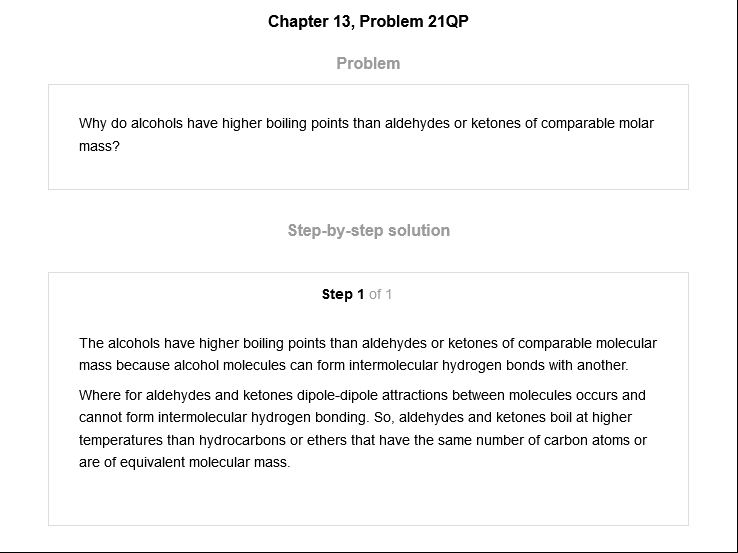 Chapter 13, Problem 21QP
Problem
Why do alcohols have higher boiling points than aldehydes or ketones of comparable molar
mass?
Step-by-step solution
Step 1 of 1
The alcohols have higher boiling points than aldehydes or ketones of comparable molecular
mass because alcohol molecules can form intermolecular hydrogen bonds with another.
Where for aldehydes and ketones dipole-dipole attractions between molecules occurs and
cannot form intermolecular hydrogen bonding. So, aldehydes and ketones boil at higher
temperatures than hydrocarbons or ethers that have the same number of carbon atoms or
are of equivalent molecular mass.